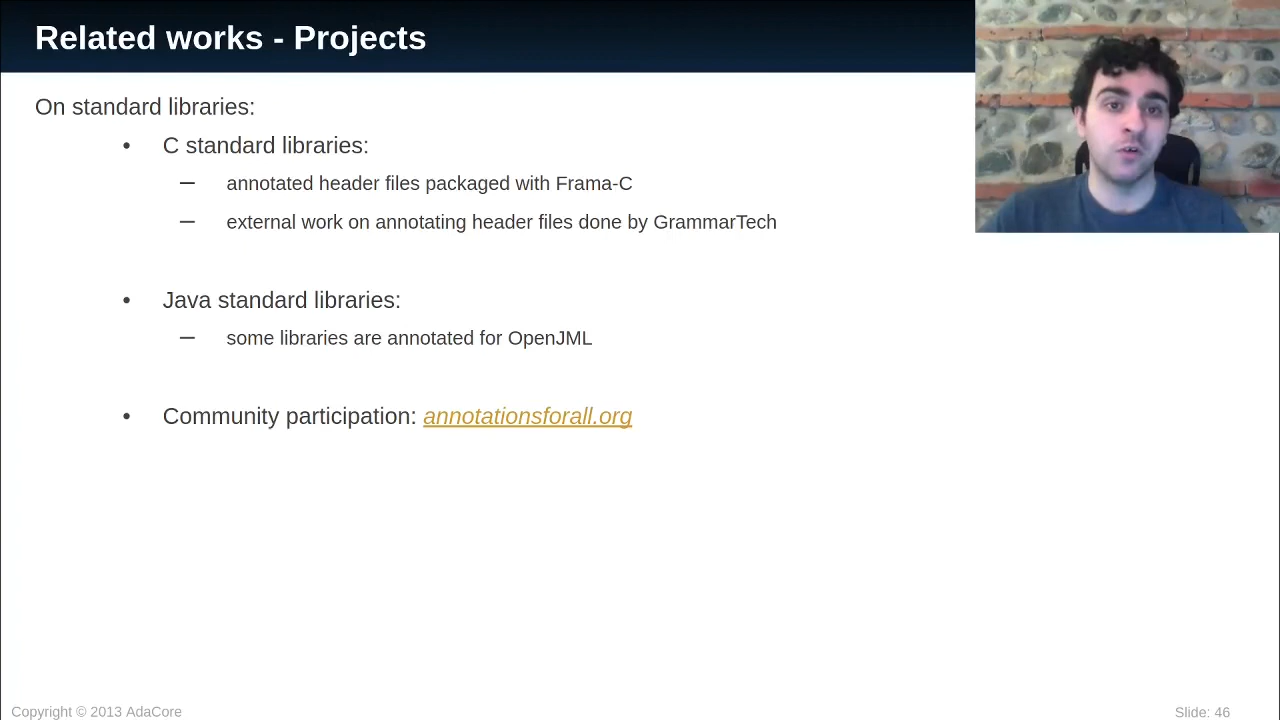 Related works - Projects
On standard libraries:
• C standard libraries:
– annotated header files packaged with Frama-C
– external work on annotating header files done by GrammarTech
• Java standard libraries:
– some libraries are annotated for OpenJML
• Community participation: annotationsforall.org
Copyright © 2013 AdaCore
Slide: 46